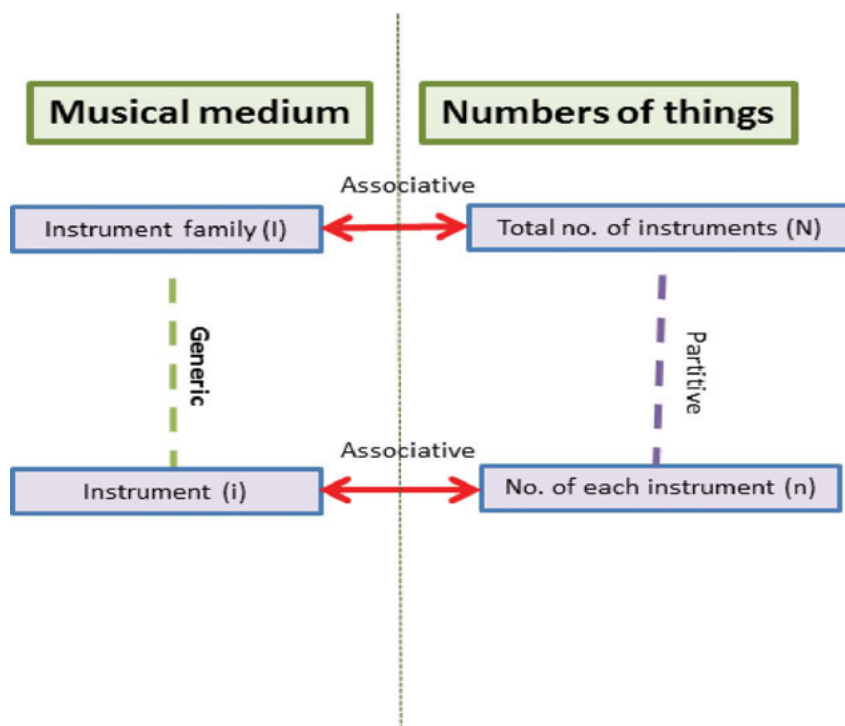 Musical medium
Numbers of things
Associative
Instrument family (I)
Total no. of instruments (N)
Generic
Partitive
Associative
Instrument (i)
No. of each instrument (n)